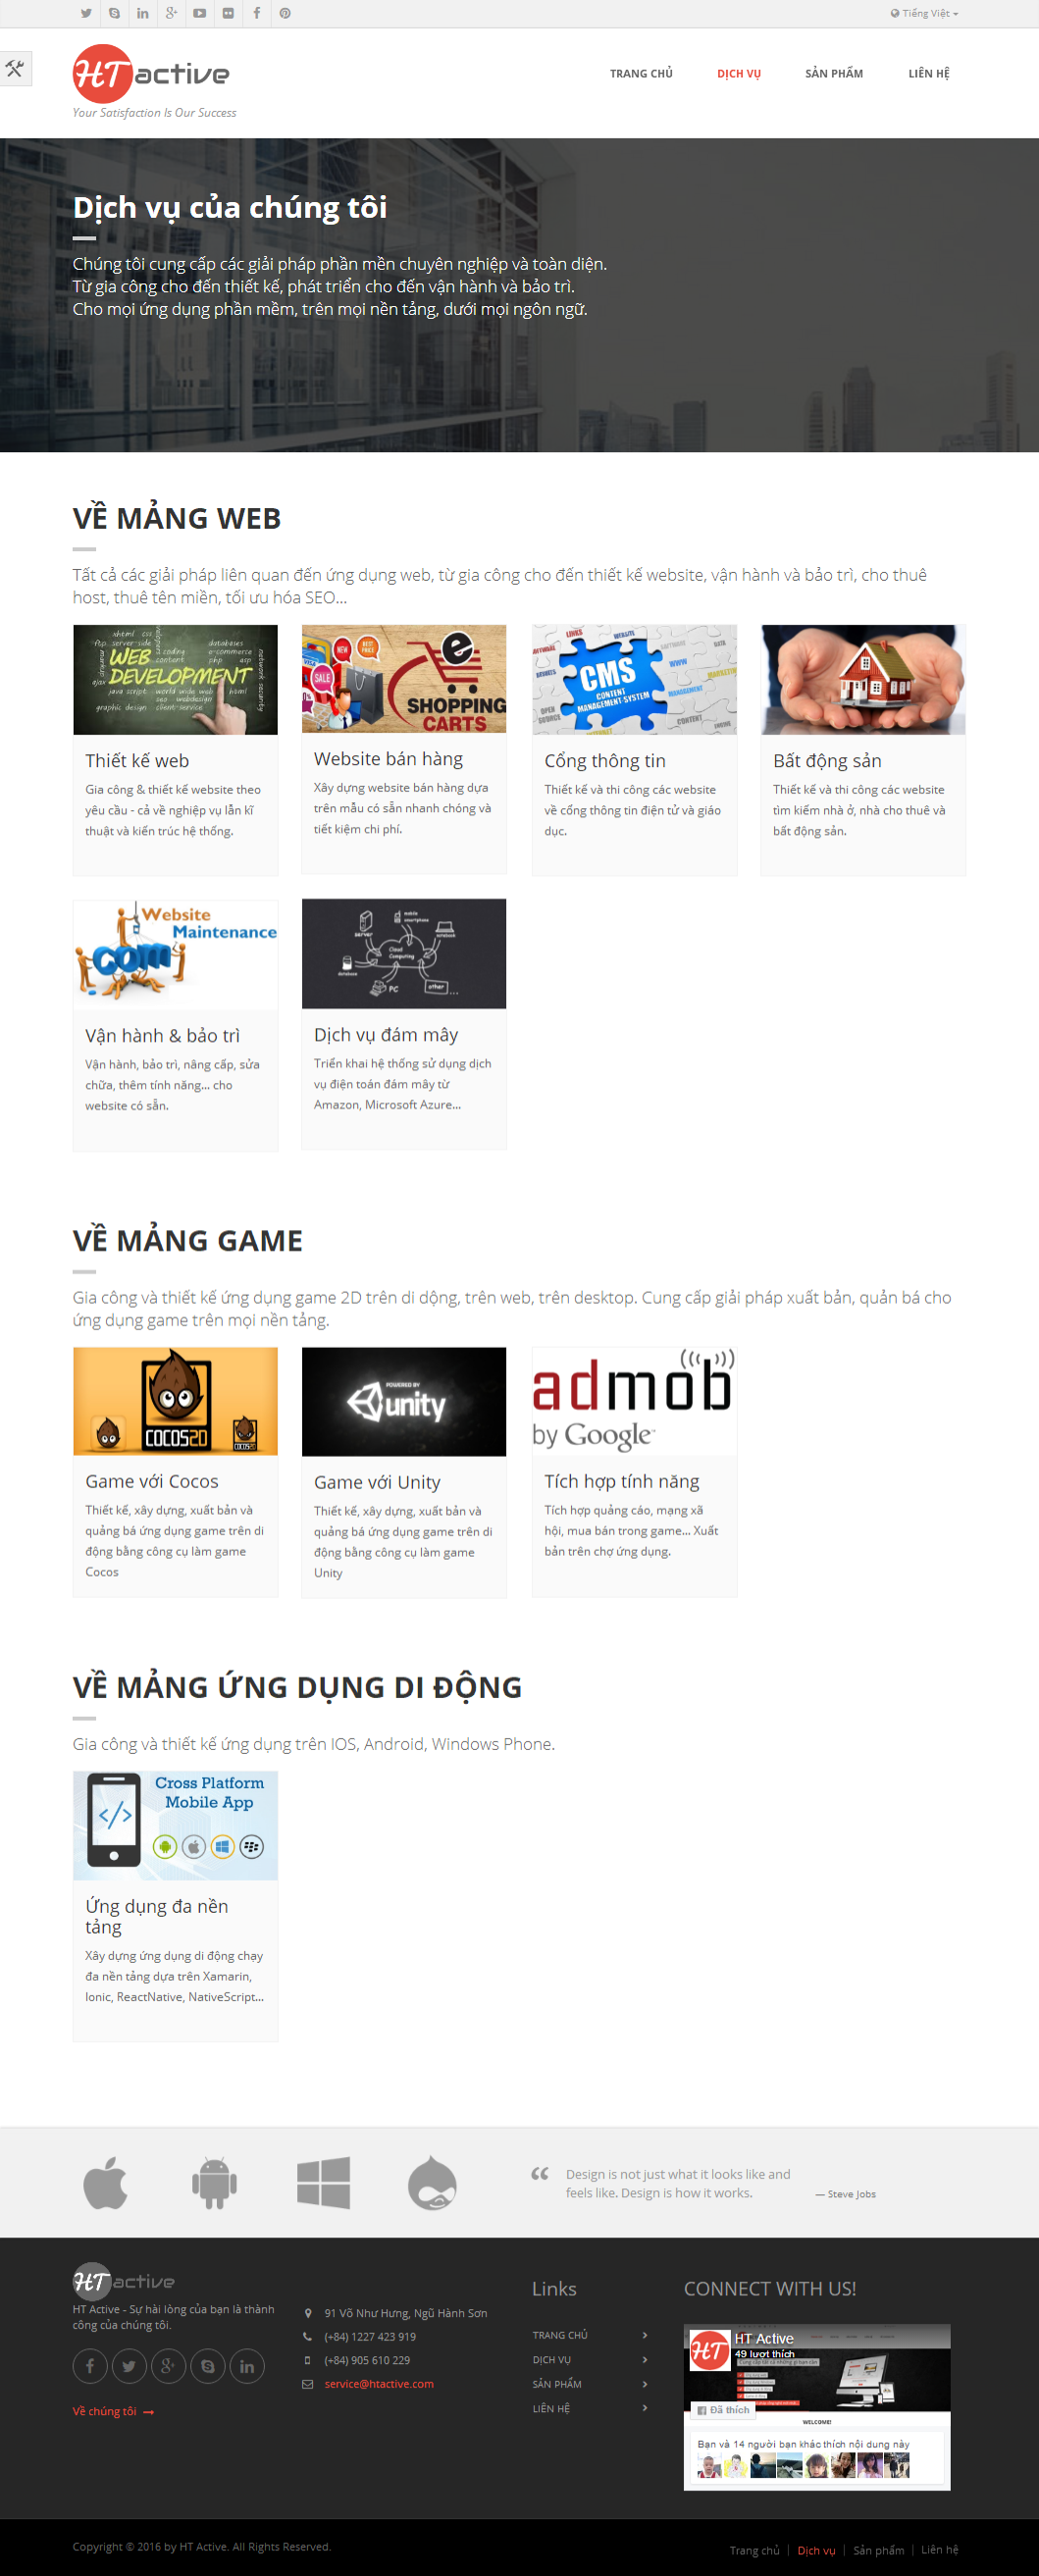 Tiếng Việt
HT active
Your Satisfaction Is Our Success
TRANG CHỦ
DỊCH VỤ
SẢN PHẨM
LIÊN HỆ
Dịch vụ của chúng tôi
Chúng tôi cung cấp các giải pháp phần mền chuyên nghiệp và toàn diện.
Từ gia công cho đến thiết kế, phát triển cho đến vận hành và bảo trì.
Cho mọi ứng dụng phần mềm, trên mọi nền tảng, dưới mọi ngôn ngữ.
VỀ MẢNG WEB
Tất cả các giải pháp liên quan đến ứng dụng web, từ gia công cho đến thiết kế website, vận hành và bảo trì, cho thuê
host, thuê tên miền, tối ưu hóa SEO...
WEB
DEVELOPMENT
Thiết kế web
Gia công & thiết kế website theo
yêu cầu - cả về nghiệp vụ lẫn kĩ
thuật và kiến trúc hệ thống.
NEW
BEST PRICE
SALE
SHOPPING
CARTS
Website bán hàng
Xây dựng website bán hàng dựa
trên mẫu có sẵn nhanh chóng và
tiết kiệm chi phí.
CMS
CONTENT
MANAGEMENT-SYSTEM
Cổng thông tin
Thiết kế và thi công các website
về cổng thông tin điện tử và giáo
dục.
Bất động sản
Thiết kế và thi công các website
tìm kiếm nhà ở, nhà cho thuê và
bất động sản.
Website
Maintenance
com
Vận hành & bảo trì
Vận hành, bảo trì, nâng cấp, sửa
chữa, thêm tính năng... cho
website có sẵn.
server
mobile
smartphone
notebook
Cloud
Computing
database
PC
other...
Dịch vụ đám mây
Triển khai hệ thống sử dụng dịch
vụ điện toán đám mây từ
Amazon, Microsoft Azure...
VỀ MẢNG GAME
Gia công và thiết kế ứng dụng game 2D trên di dộng, trên web, trên desktop. Cung cấp giải pháp xuất bản, quản bá cho
ứng dụng game trên mọi nền tảng.
COCOS2D
COCOS2D
Game với Cocos
Thiết kế, xây dựng, xuất bản và
quảng bá ứng dụng game trên di
động bằng công cụ làm game
Cocos
POWERED BY
unity
Game với Unity
Thiết kế, xây dựng, xuất bản và
quảng bá ứng dụng game trên di
động bằng công cụ làm game
Unity
admob
by Google
Tích hợp tính năng
Tích hợp quảng cáo, mạng xã
hội, mua bán trong game... Xuất
bản trên chợ ứng dụng.
VỀ MẢNG ỨNG DỤNG DI ĐỘNG
Gia công và thiết kế ứng dụng trên IOS, Android, Windows Phone.
Cross Platform
Mobile App
Ứng dụng đa nền
tảng
Xây dựng ứng dụng di động chạy
đa nền tảng dựa trên Xamarin,
Ionic, ReactNative, NativeScript...
“ Design is not just what it looks like and
feels like. Design is how it works.
— Steve Jobs
HT active
HT Active - Sự hài lòng của bạn là thành
công của chúng tôi.
Về chúng tôi
91 Võ Như Hưng, Ngũ Hành Sơn
(+84) 1227 423 919
(+84) 905 610 229
service@htactive.com
Links
TRANG CHỦ
DỊCH VỤ
SẢN PHẨM
LIÊN HỆ
CONNECT WITH US!
HT Active
49 lượt thích
Đã thích
WELCOME!
Bạn và 14 người bạn khác thích nội dung này
Copyright © 2016 by HT Active. All Rights Reserved.
Trang chủ | Dịch vụ | Sản phẩm | Liên hệ